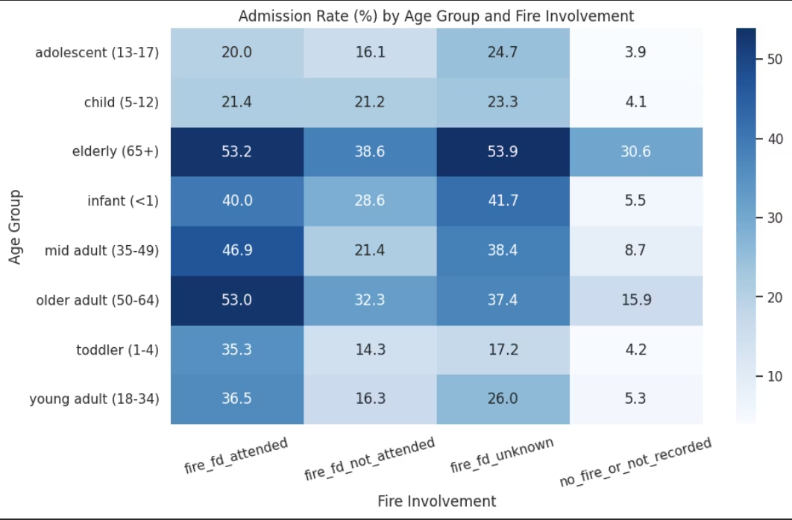 Admission Rate (%) by Age Group and Fire Involvement
adolescent (13-17) 20.0 16.1 24.7 3.9
child (5-12) 21.4 21.2 23.3 4.1
elderly (65+) 53.2 38.6 53.9 30.6
infant (<1) 40.0 28.6 41.7 5.5
mid adult (35-49) 46.9 21.4 38.4 8.7
older adult (50-64) 53.0 32.3 37.4 15.9
toddler (1-4) 35.3 14.3 17.2 4.2
young adult (18-34) 36.5 16.3 26.0 5.3
Age Group
fire_fd_attended fire_fd_not_attended fire_fd_unknown no_fire_or_not_recorded
Fire Involvement
50
40
30
20
10